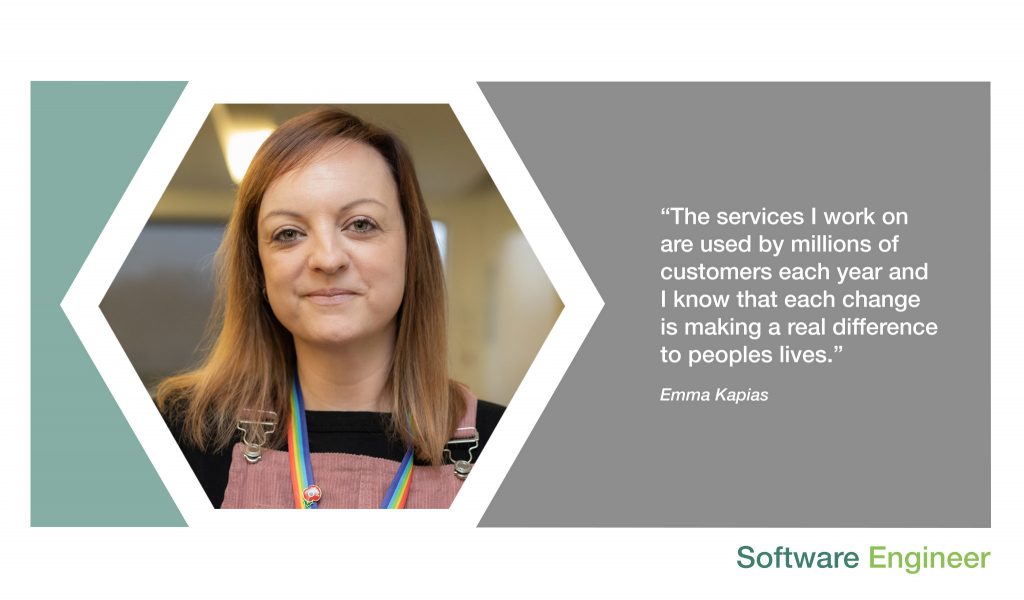 “The services I work on
are used by millions of
customers each year and
I know that each change
is making a real difference
to peoples lives.”
Emma Kapias
Software Engineer